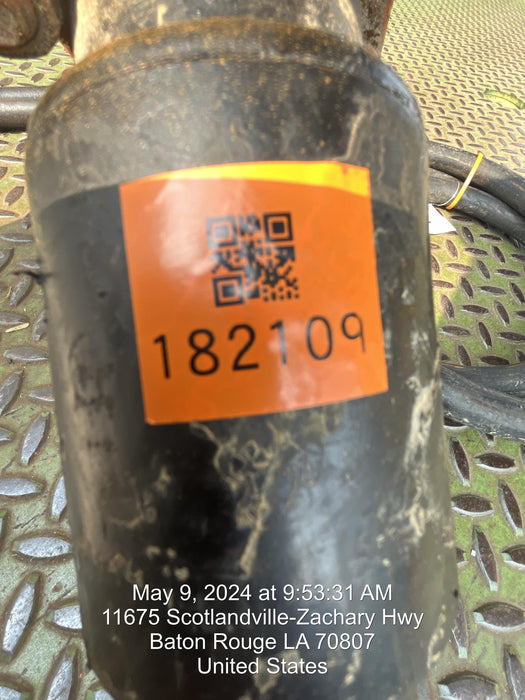 182109
May 9, 2024 at 9:53:31 AM
11675 Scotlandville-Zachary Hwy
Baton Rouge LA 70807
United States